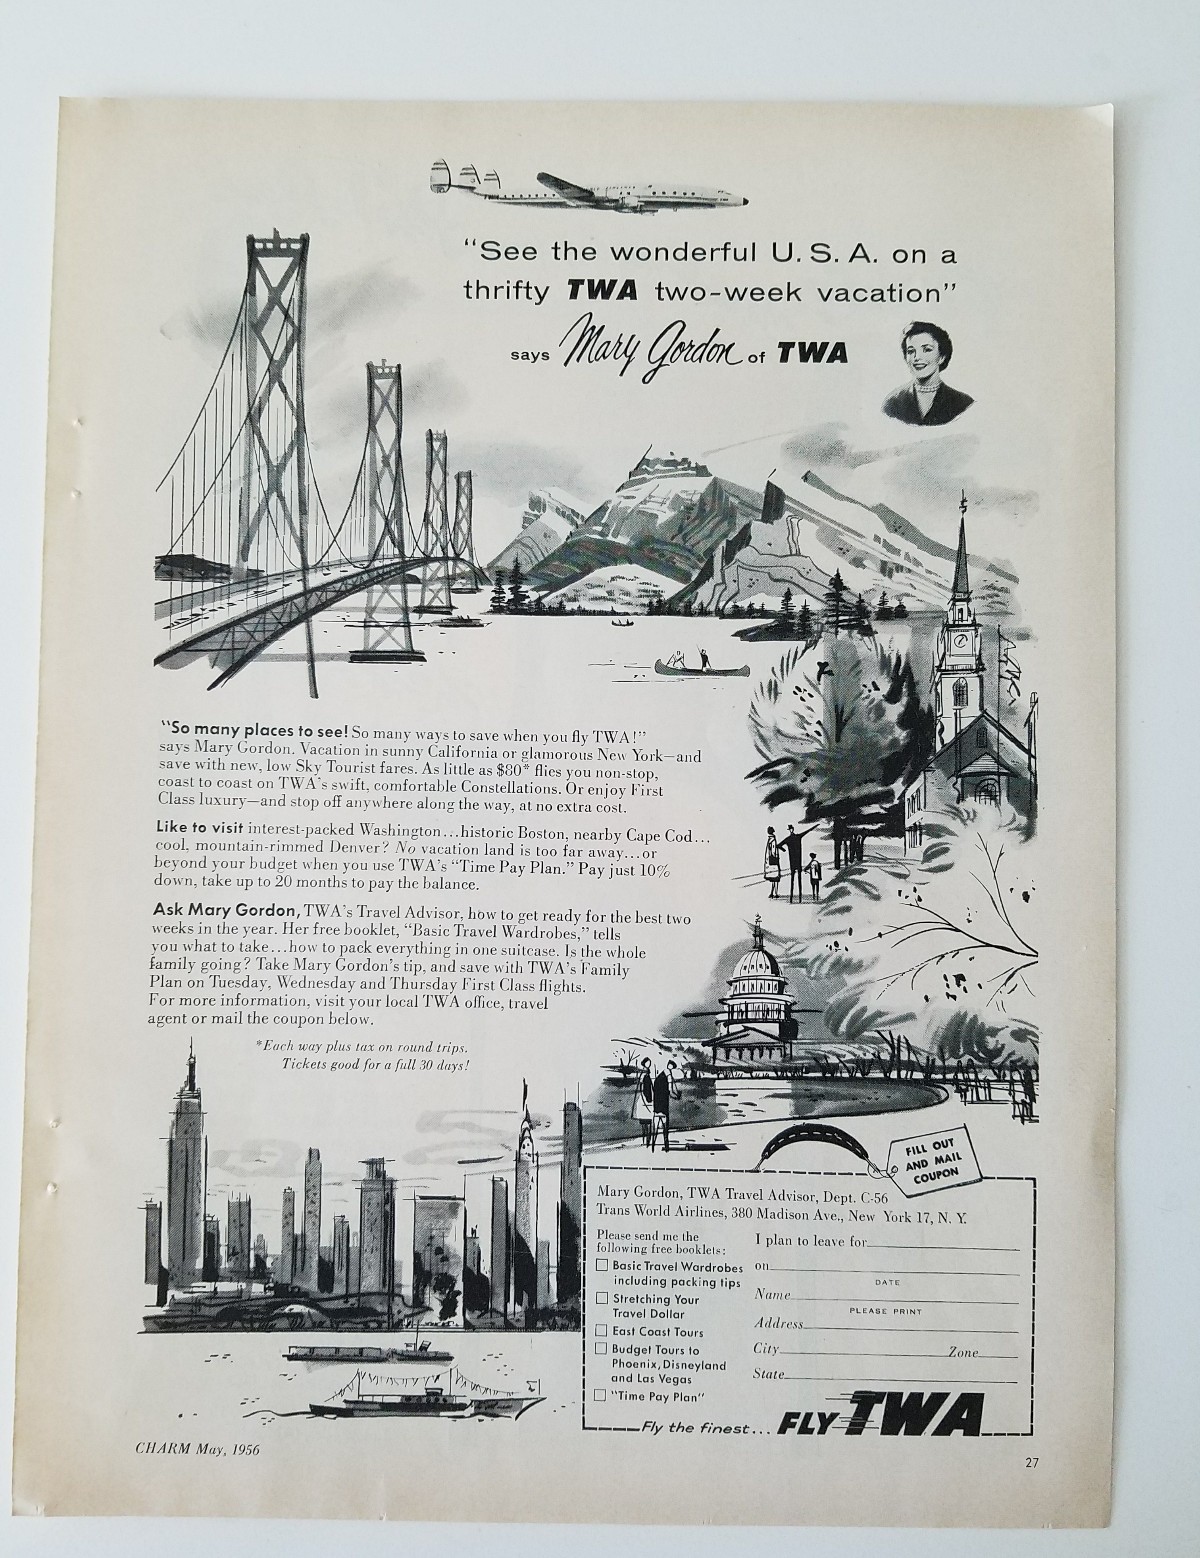 “See the wonderful U. S. A. on a
thrifty TWA two-week vacation”
says Mary Gordon of TWA
“So many places to see! So many ways to save when you fly TWA!”
says Mary Gordon. Vacation in sunny California or glamorous New York—and
save with new, low Sky Tourist fares. As little as $80* flies you non-stop,
coast to coast on TWA's swift, comfortable Constellations. Or enjoy First
Class luxury—and stop off anywhere along the way, at no extra cost.
Like to visit interest-packed Washington...historic Boston, nearby Cape Cod...
cool, mountain-rimmed Denver? No vacation land is too far away...or
beyond your budget when you use TWA's “Time Pay Plan.” Pay just 10%
down, take up to 20 months to pay the balance.
Ask Mary Gordon, TWA's Travel Advisor, how to get ready for the best two
weeks in the year. Her free booklet, “Basic Travel Wardrobes,” tells
you what to take...how to pack everything in one suitcase. Is the whole
family going? Take Mary Gordon's tip, and save with TWA's Family
Plan on Tuesday, Wednesday and Thursday First Class flights.
For more information, visit your local TWA office, travel
agent or mail the coupon below.
*Each way plus tax on round trips.
Tickets good for a full 30 days!
FILL OUT
AND MAIL
COUPON
Mary Gordon, TWA Travel Advisor, Dept. C-56
Trans World Airlines, 380 Madison Ave., New York 17, N. Y.
Please send me the
following free booklets:
Basic Travel Wardrobes
including packing tips
Stretching Your
Travel Dollar
East Coast Tours
Budget Tours to
Phoenix, Disneyland
and Las Vegas
“Time Pay Plan”
I plan to leave for
on
DATE
Name
PLEASE PRINT
Address
City Zone
State
Fly the finest... FLY TWA
CHARM May, 1956
27